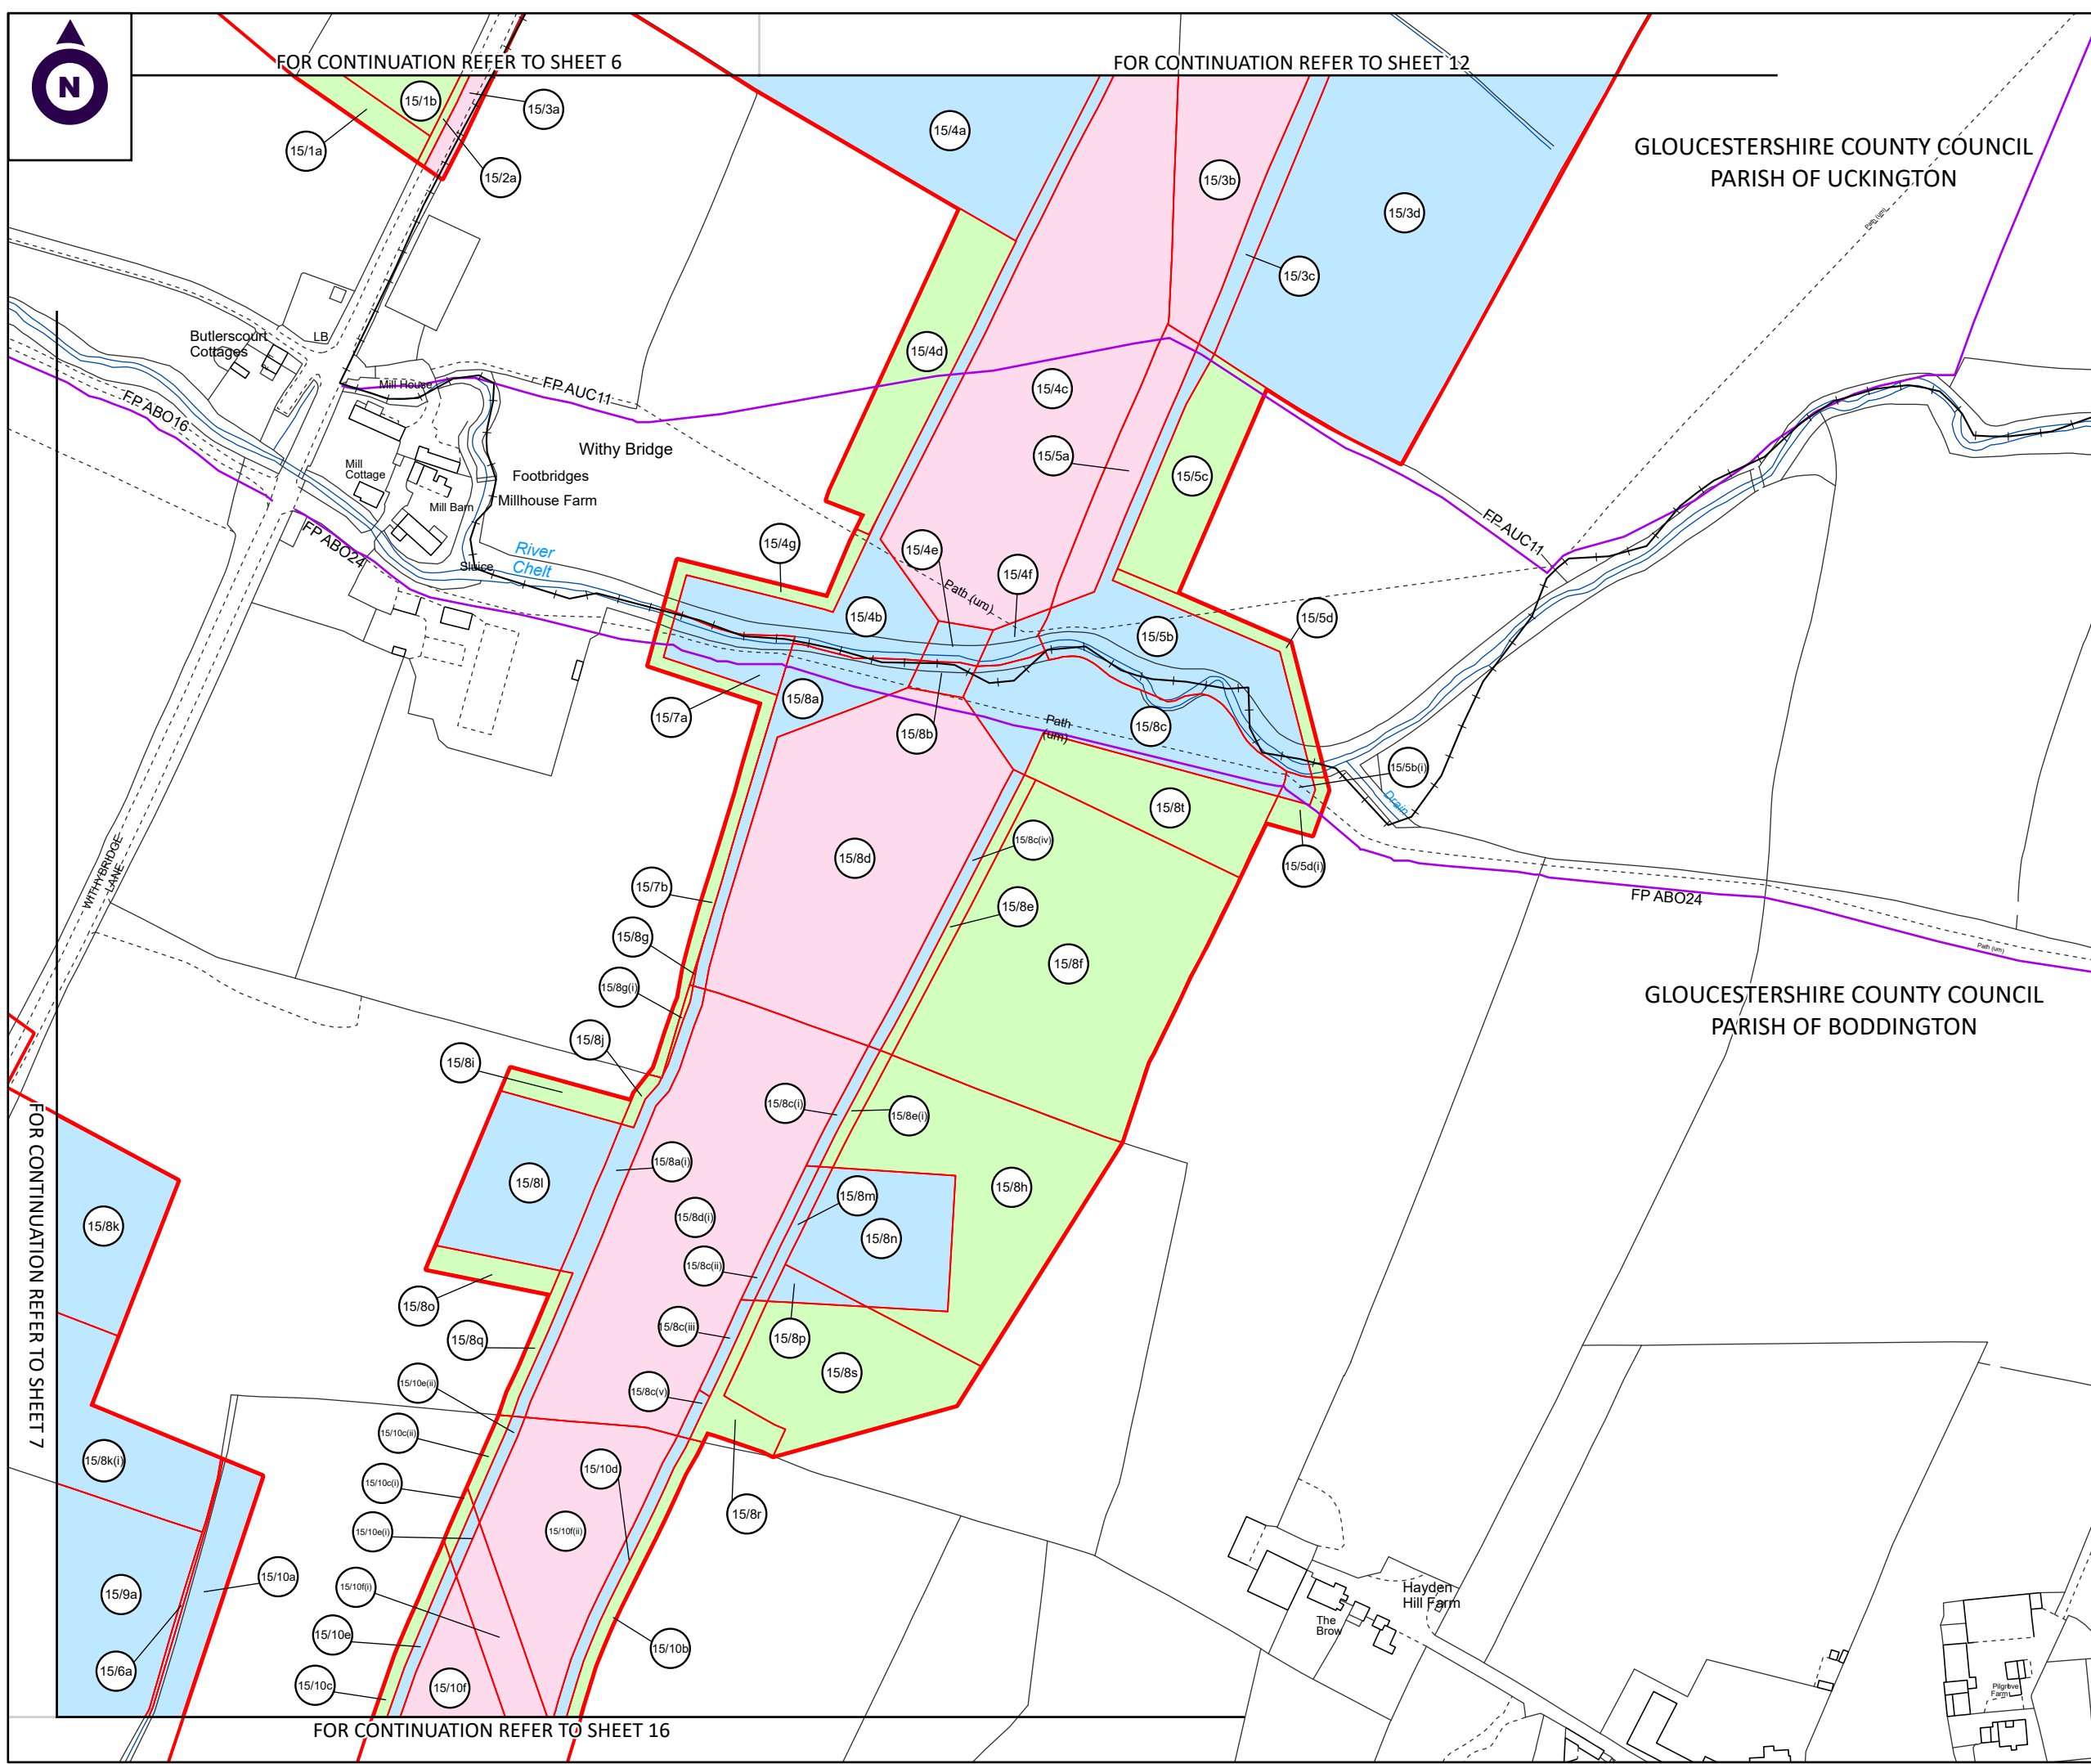 N
FOR CONTINUATION REFER TO SHEET 6
FOR CONTINUATION REFER TO SHEET 12
15/1b
15/3a
15/1a
15/2a
15/4a
15/3b
15/3d
15/3c
GLOUCESTERSHIRE COUNTY COUNCIL
PARISH OF UCKINGTON
Path (um)
Butlerscourt
Cottages
LB
Mill House
FP AUC11
FP ABO16
15/4d
15/4c
15/5a
15/5c
Withy Bridge
Mill
Cottage
Footbridges
Millhouse Farm
Mill Barn
FP ABO24
Sluice
River
Chelt
FP AUC11
15/4g
15/4e
15/4f
Path (um)
15/4b
15/5b
15/5d
15/7a
15/8a
15/8b
Path
(um)
15/8c
15/5b(i)
Drain
15/8t
15/8c(iv)
15/8d
15/5d(i)
WITHYBRIDGE
LANE
15/7b
15/8e
FP ABO24
15/8g
15/8f
Path (um)
15/8g(i)
GLOUCESTERSHIRE COUNTY COUNCIL
PARISH OF BODDINGTON
15/8j
15/8i
15/8c(i)
15/8e(i)
FOR CONTINUATION REFER TO SHEET 7
15/8a(i)
15/8l
15/8h
15/8m
15/8k
15/8d(i)
15/8n
15/8c(ii)
15/8o
15/8c(iii
15/8q
15/8p
15/8s
15/10e(ii)
15/8c(v)
15/10c(ii)
15/8k(i)
15/10d
15/10c(i)
15/8r
15/10e(i)
15/10f(ii)
15/10a
15/9a
15/10f(i)
Hayden
Hill Farm
The
Brow
15/10e
15/10b
15/6a
15/10c
15/10f
Pilgrove
Farm
FOR CONTINUATION REFER TO SHEET 16